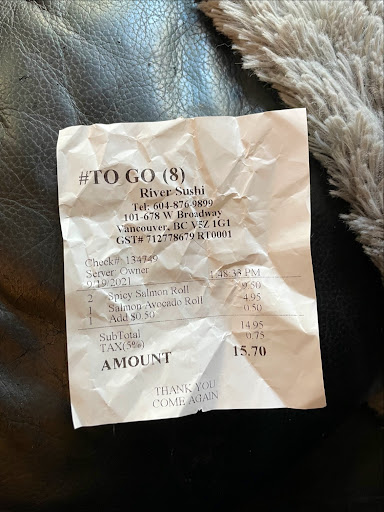 #TO GO (8)
River Sushi
Tel: 604-876-9899
101-678 W Broadway
Vancouver, BC V5Z 1G1
GST# 712778679 RT0001
Check# 134749
Server: Owner
9/19/2021 1:48:33 PM
2 Spicy Salmon Roll 9.50
1 Salmon Avocado Roll 4.95
1 Add $0.50 0.50
SubTotal 14.95
TAX(5%) 0.75
AMOUNT 15.70
THANK YOU
COME AGAIN